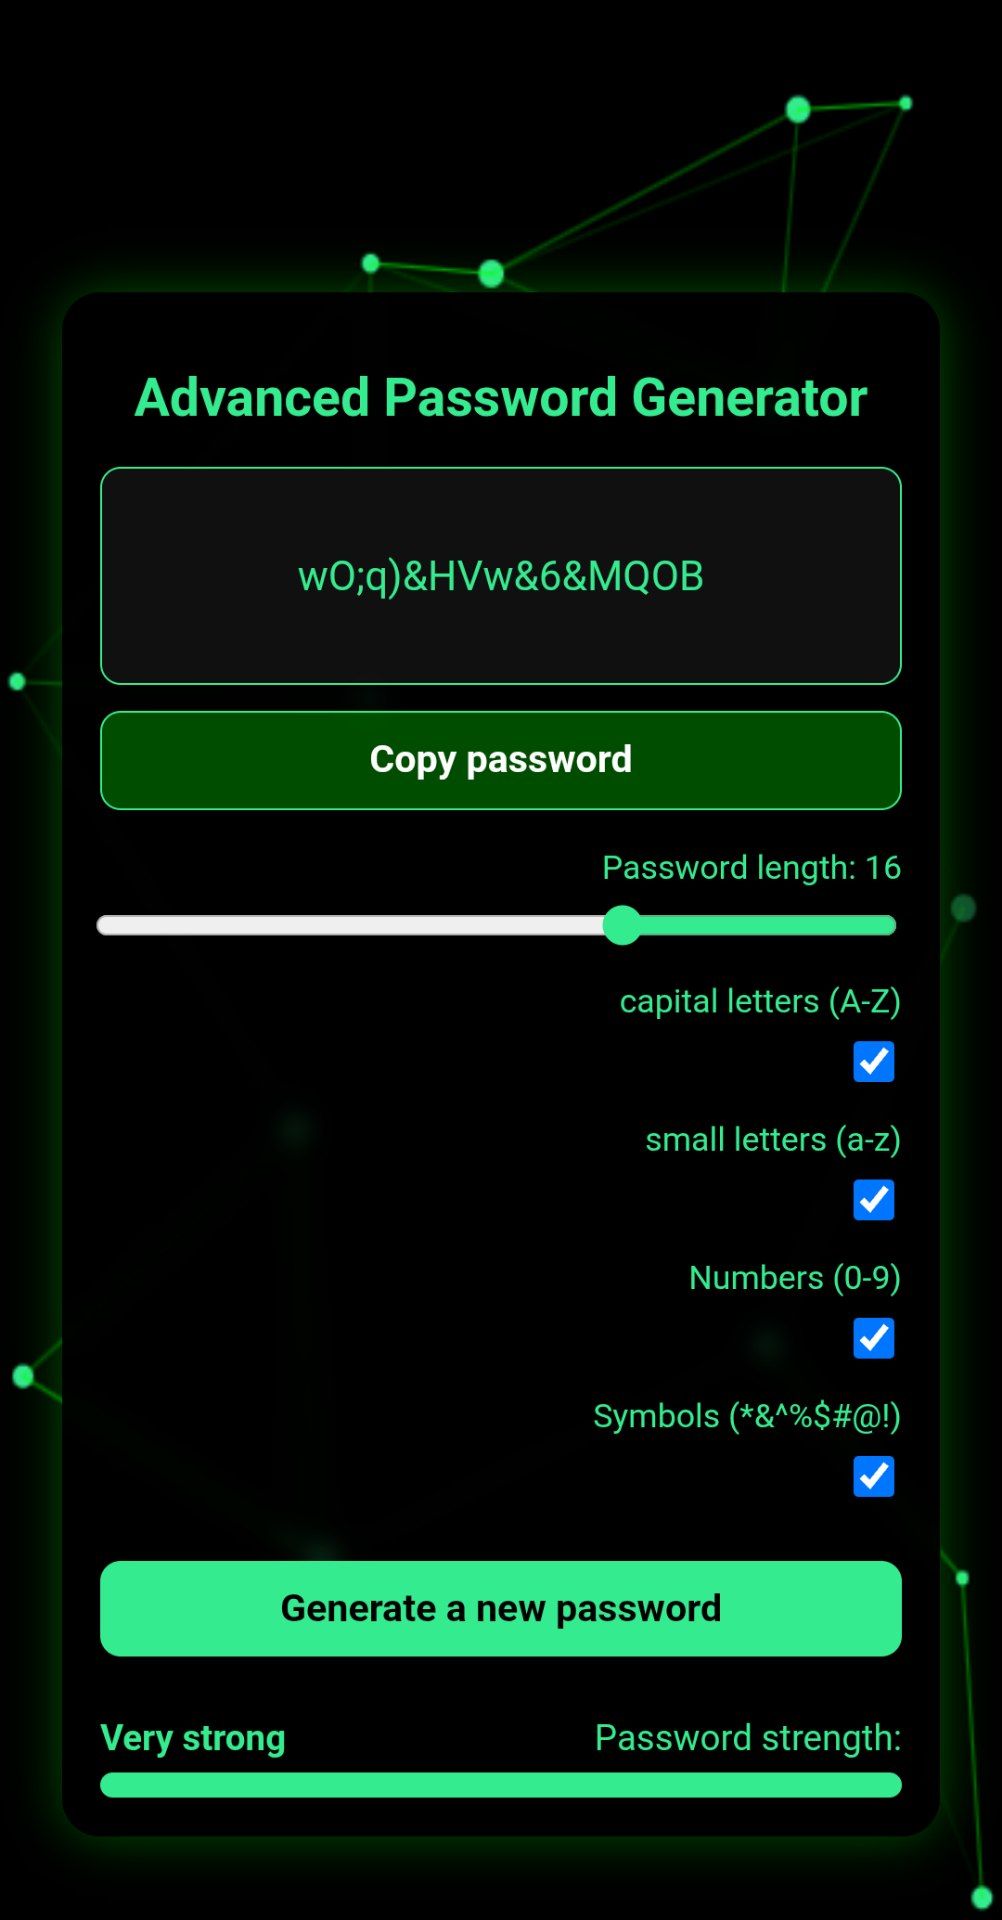 Advanced Password Generator
wO;q)&HVw&6&MQOB
Copy password
Password length: 16
capital letters (A-Z)
small letters (a-z)
Numbers (0-9)
Symbols (*&^%$#@!)
Generate a new password
Very strong
Password strength: